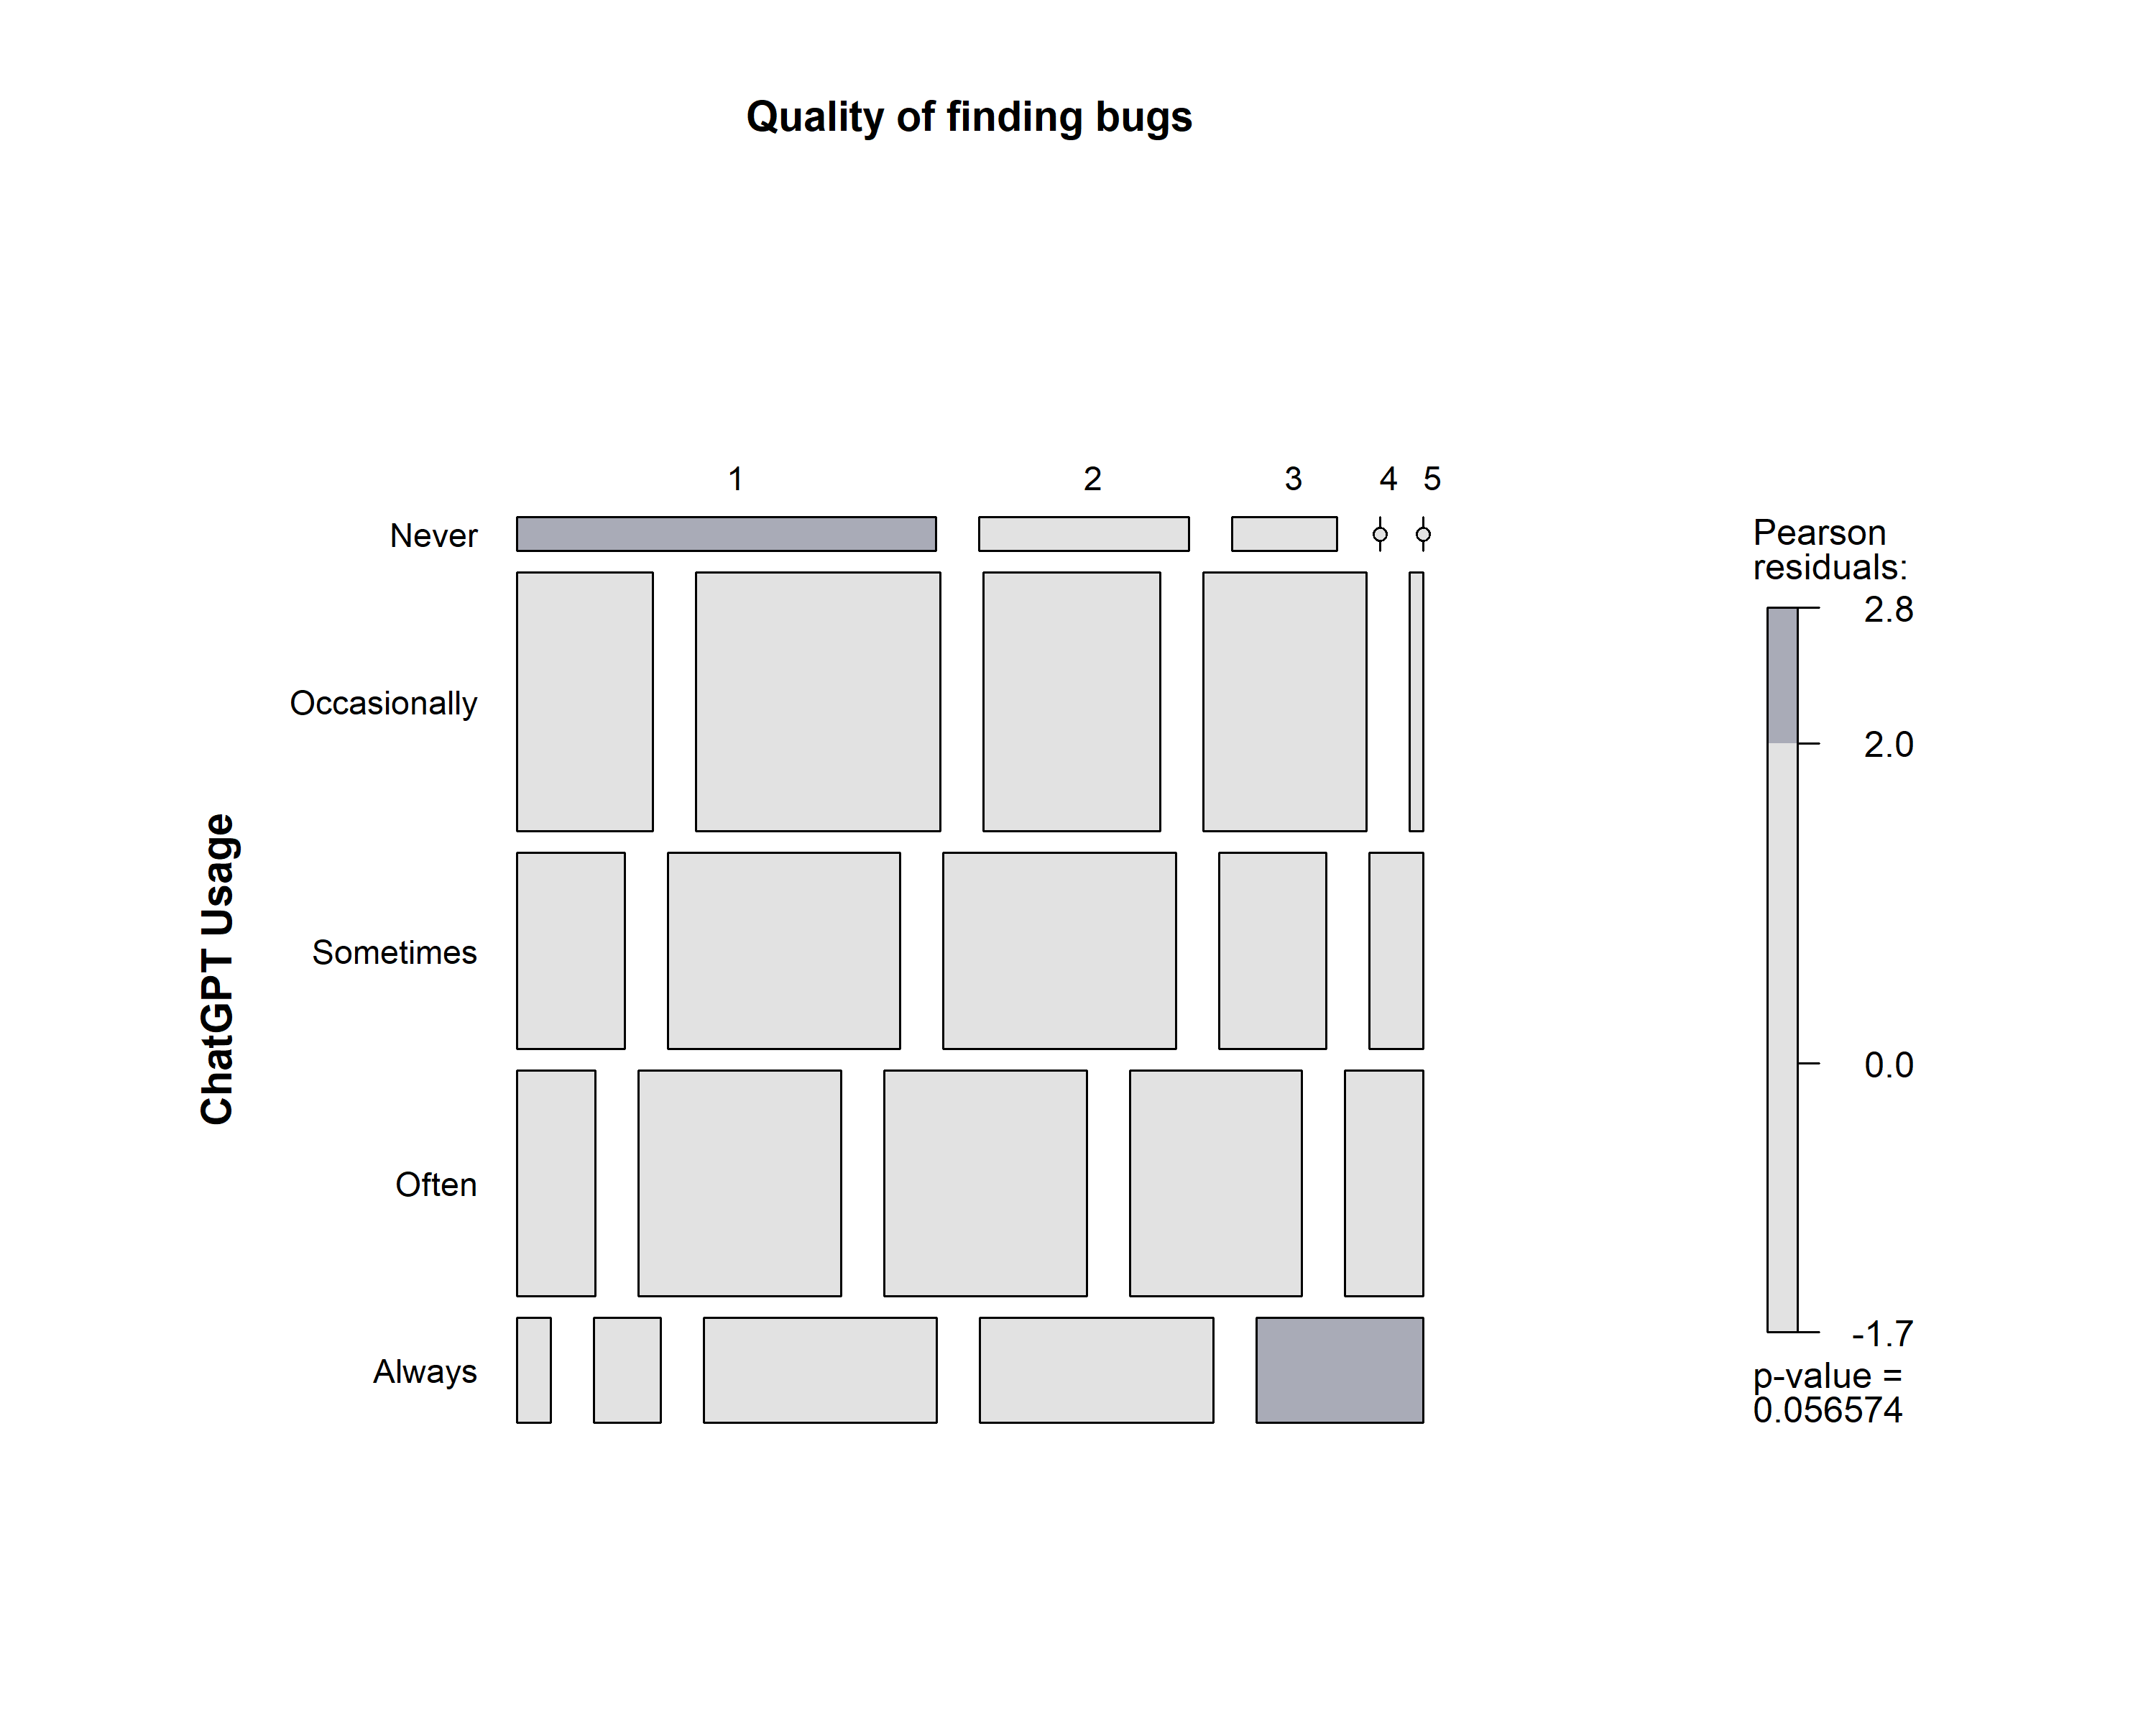 Quality of finding bugs
1 2 3 4 5
Never
Occasionally
Sometimes
Often
Always
ChatGPT Usage
Pearson
residuals:
2.8
2.0
0.0
-1.7
p-value =
0.056574